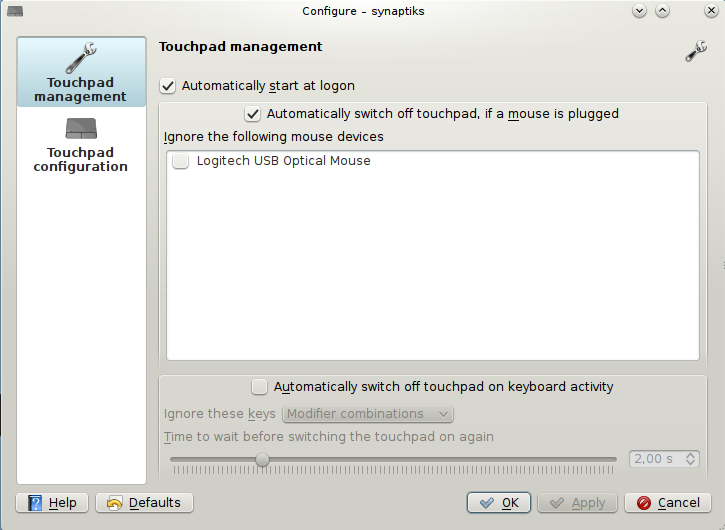 Configure – synaptiks
Touchpad management
Touchpad configuration
Touchpad management
Automatically start at logon
Automatically switch off touchpad, if a mouse is plugged
Ignore the following mouse devices
Logitech USB Optical Mouse
Automatically switch off touchpad on keyboard activity
Ignore these keys Modifier combinations
Time to wait before switching the touchpad on again
2,00 s
Help Defaults OK Apply Cancel